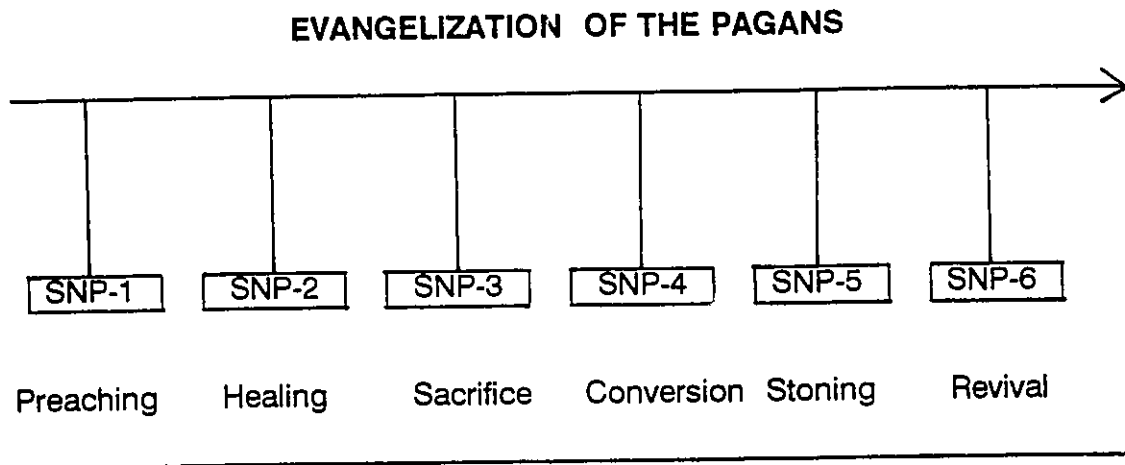 EVANGELIZATION OF THE PAGANS
SNP-1 SNP-2 SNP-3 SNP-4 SNP-5 SNP-6
Preaching Healing Sacrifice Conversion Stoning Revival